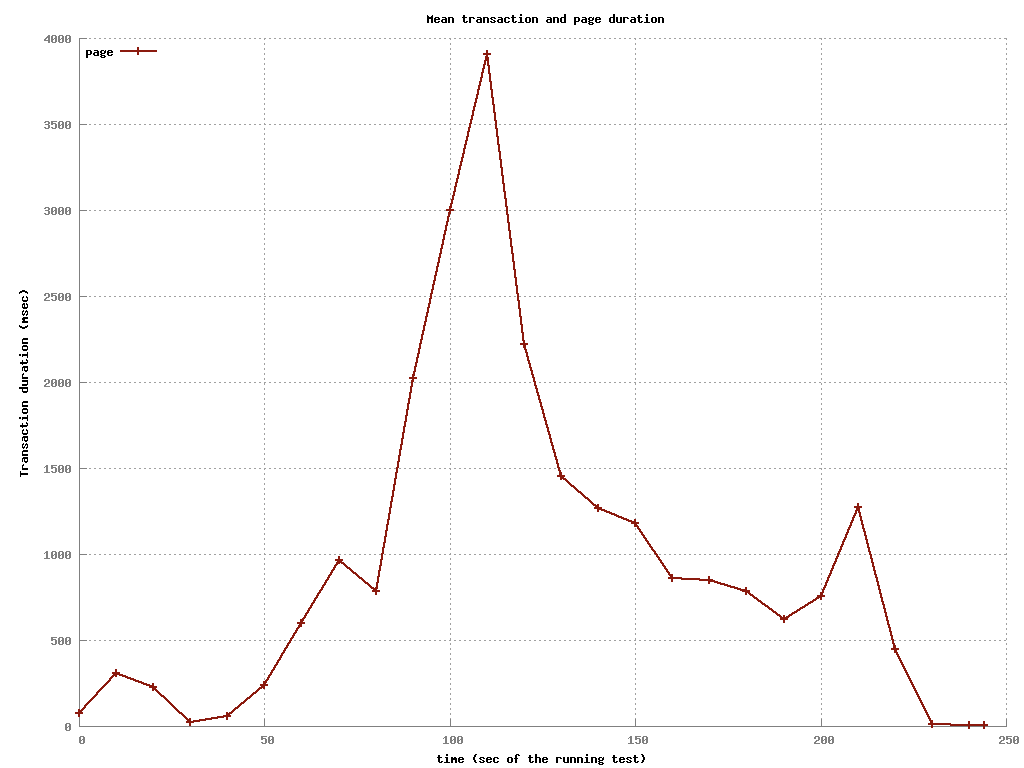 Mean transaction and page duration
page
4000
3500
3000
2500
2000
1500
1000
500
0
Transaction duration (msec)
0 50 100 150 200 250
time (sec of the running test)